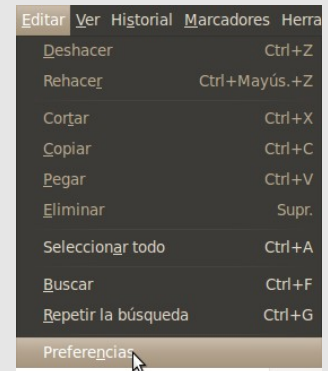 Editar Ver Historial Marcadores Herra
Deshacer Ctrl+Z
Rehacer Ctrl+Mayús.+Z
Cortar Ctrl+X
Copiar Ctrl+C
Pegar Ctrl+V
Eliminar Supr.
Seleccionar todo Ctrl+A
Buscar Ctrl+F
Repetir la búsqueda Ctrl+G
Preferencias